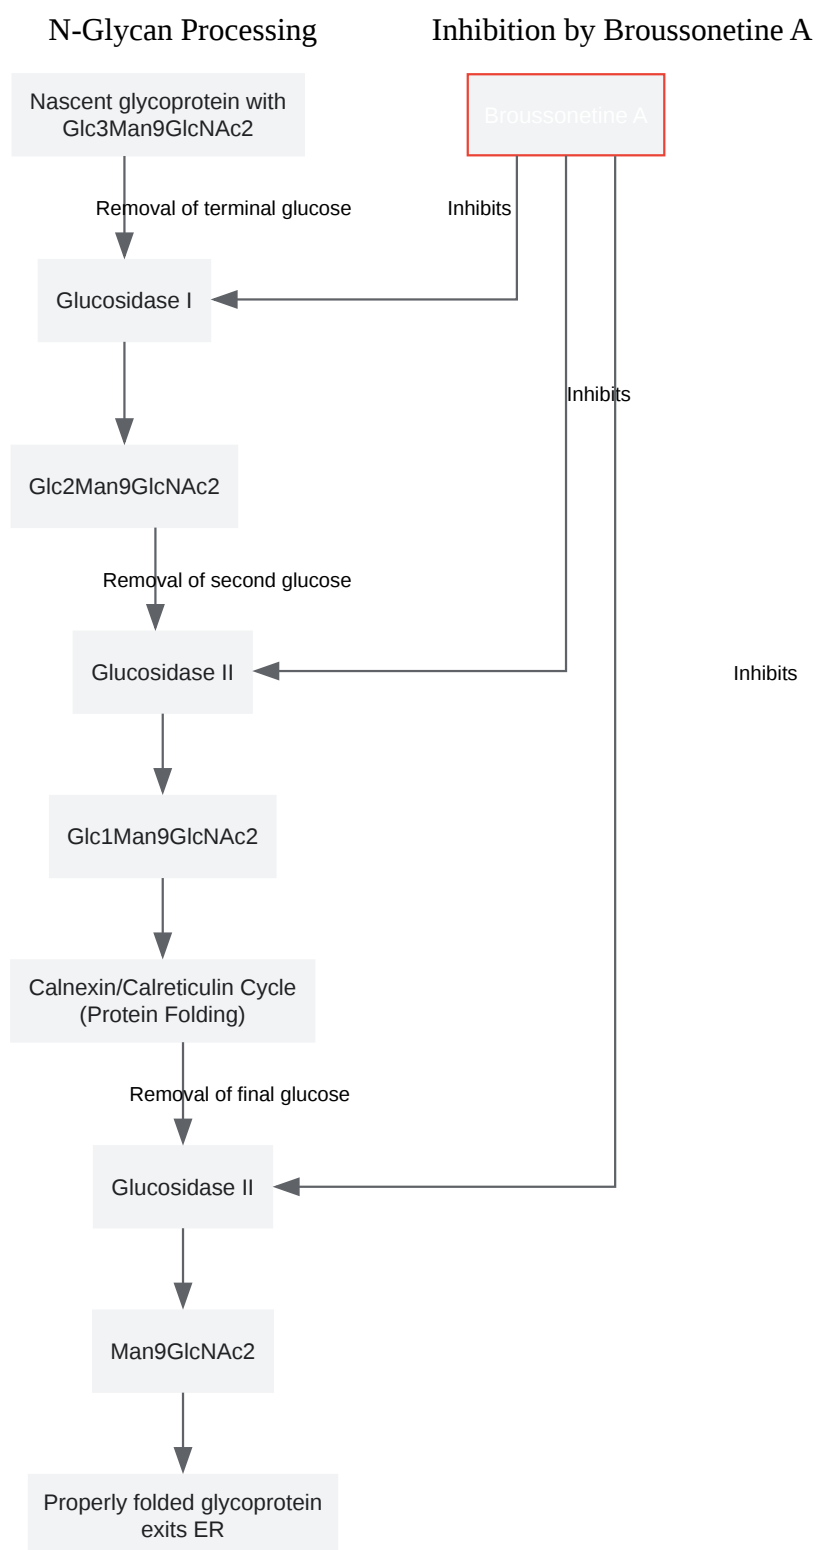 N-Glycan Processing
Inhibition by Broussonetine A
Nascent glycoprotein with
Glc3Man9GlcNAc2
Broussonetine A
Removal of terminal glucose
Inhibits
Glucosidase I
Inhibits
Glc2Man9GlcNAc2
Removal of second glucose
Glucosidase II
Inhibits
Glc1Man9GlcNAc2
Calnexin/Calreticulin Cycle
(Protein Folding)
Removal of final glucose
Glucosidase II
Man9GlcNAc2
Properly folded glycoprotein
exits ER